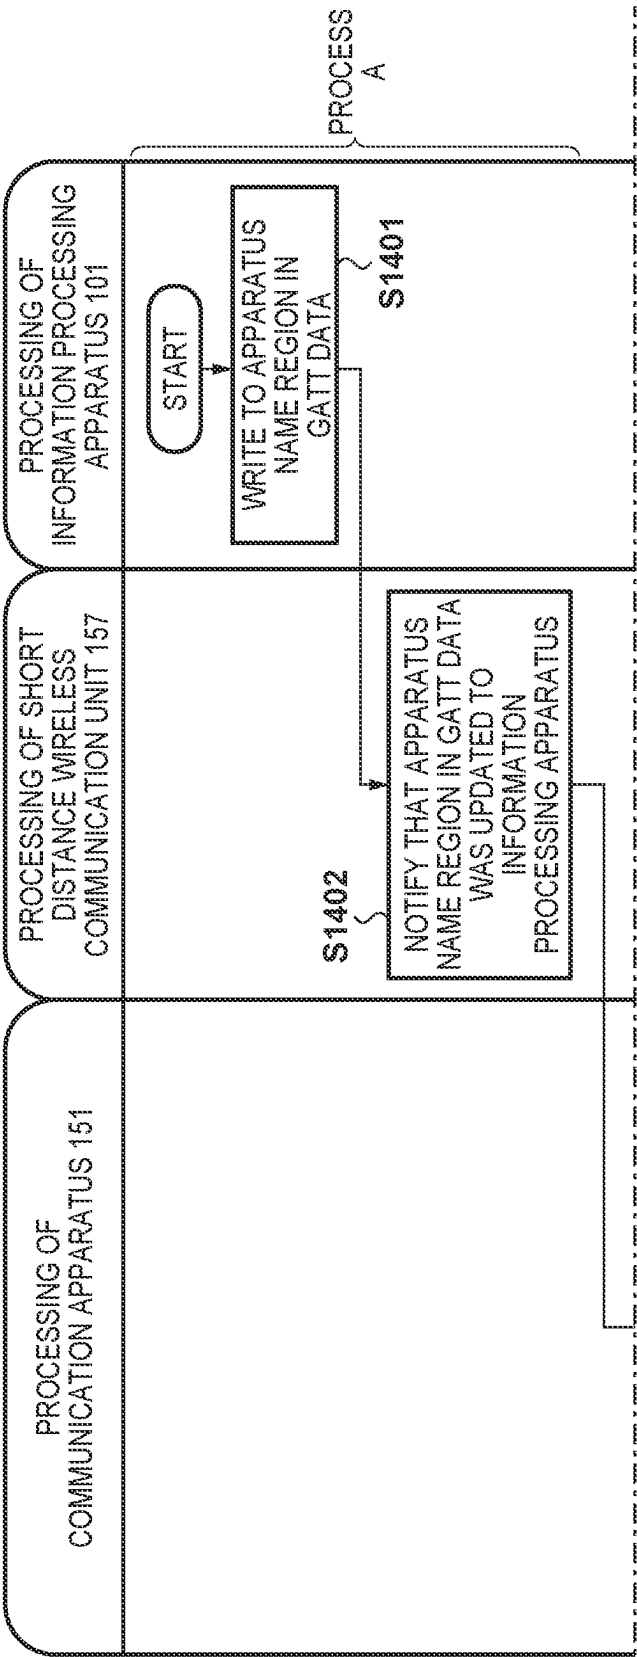 PROCESSING OF
COMMUNICATION APPARATUS 151
PROCESSING OF SHORT
DISTANCE WIRELESS
COMMUNICATION UNIT 157
PROCESSING OF
INFORMATION PROCESSING
APPARATUS 101
START
WRITE TO APPARATUS
NAME REGION IN
GATT DATA
S1401
PROCESS
A
S1402
NOTIFY THAT APPARATUS
NAME REGION IN GATT DATA
WAS UPDATED TO
INFORMATION
PROCESSING APPARATUS